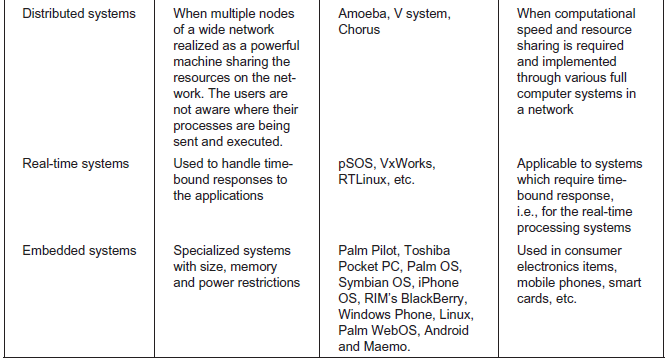 Distributed systems
When multiple nodes
of a wide network
realized as a powerful
machine sharing the
resources on the net-
work. The users are
not aware where their
processes are being
sent and executed.
Amoeba, V system,
Chorus
When computational
speed and resource
sharing is required
and implemented
through various full
computer systems in
a network
Real-time systems
Used to handle time-
bound responses to
the applications
pSOS, VxWorks,
RTLinux, etc.
Applicable to systems
which require time-
bound response,
i.e., for the real-time
processing systems
Embedded systems
Specialized systems
with size, memory
and power restrictions
Palm Pilot, Toshiba
Pocket PC, Palm OS,
Symbian OS, iPhone
OS, RIM's BlackBerry,
Windows Phone, Linux,
Palm WebOS, Android
and Maemo.
Used in consumer
electronics items,
mobile phones, smart
cards, etc.